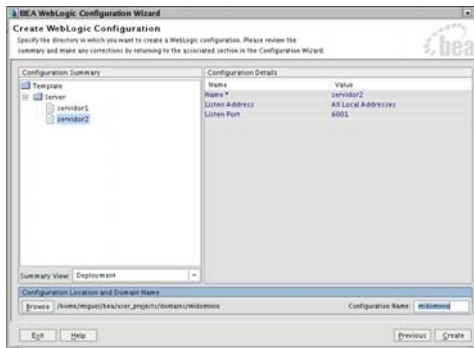 BEA WebLogic Configuration Wizard
Create WebLogic Configuration
Specify the directory in which you want to create a WebLogic configuration. Please review the
summary and make any corrections by returning to the associated section in the Configuration Wizard.
bea
Configuration Summary
Configuration Details
Template
Server
servidor1
servidor2
Name Value
Name * servidor2
Listen Address All Local Addresses
Listen Port 6001
Summary View: Deployment
Configuration Location and Domain Name
Browse /home/miguel/bea/user_projects/domains/midominio Configuration Name: midominio
Exit Help Previous Create